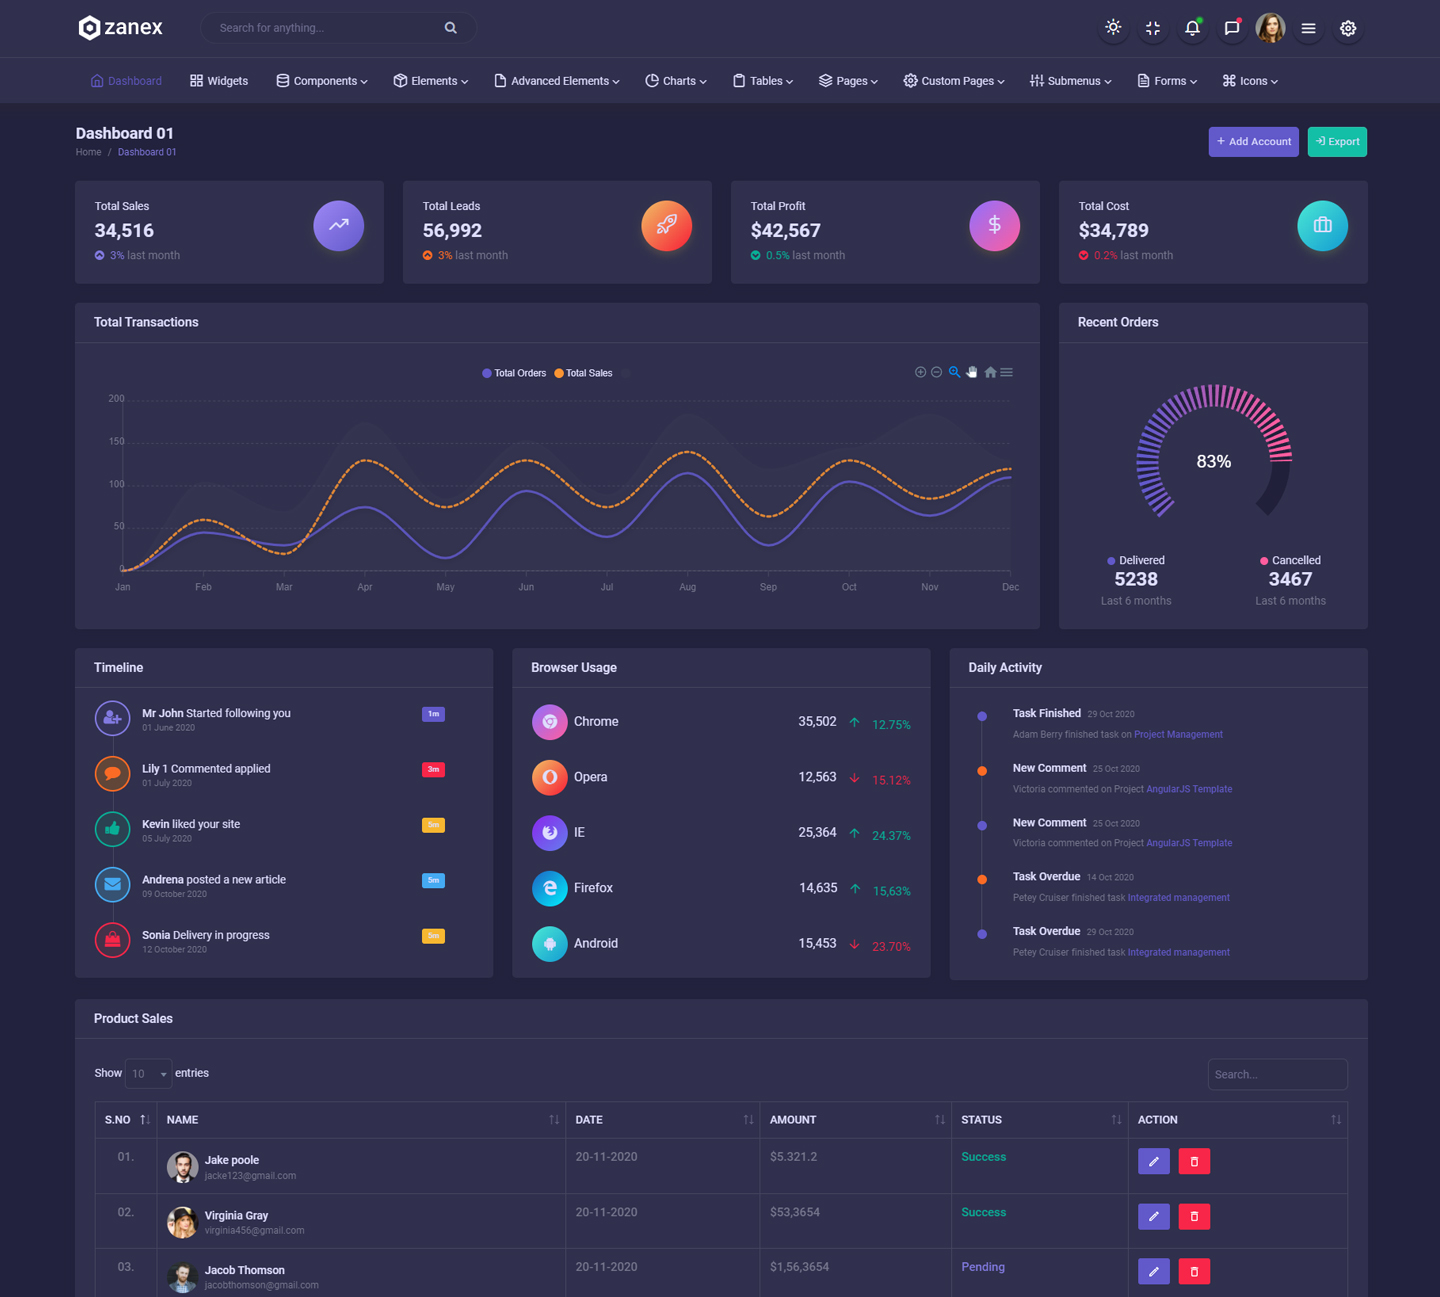 zanex
Search for anything...
Dashboard Widgets Components Elements Advanced Elements Charts Tables Pages Custom Pages Submenus Forms Icons
Dashboard 01
Home / Dashboard 01
+ Add Account Export
Total Sales
34,516
3% last month
Total Leads
56,992
3% last month
Total Profit
$42,567
0.5% last month
Total Cost
$34,789
0.2% last month
Total Transactions
Total Orders Total Sales
200
150
100
50
0
Jan Feb Mar Apr May Jun Jul Aug Sep Oct Nov Dec
Recent Orders
83%
Delivered
5238
Last 6 months
Cancelled
3467
Last 6 months
Timeline
Mr John Started following you 1m
01 June 2020
Lily 1 Commented applied 3m
01 July 2020
Kevin liked your site 5m
05 July 2020
Andrena posted a new article 5m
09 October 2020
Sonia Delivery in progress 5m
12 October 2020
Browser Usage
Chrome 35,502 12.75%
Opera 12,563 15.12%
IE 25,364 24.37%
Firefox 14,635 15,63%
Android 15,453 23.70%
Daily Activity
Task Finished 29 Oct 2020
Adam Berry finished task on Project Management
New Comment 25 Oct 2020
Victoria commented on Project AngularJS Template
New Comment 25 Oct 2020
Victoria commented on Project AngularJS Template
Task Overdue 14 Oct 2020
Petey Cruiser finished task Integrated management
Task Overdue 29 Oct 2020
Petey Cruiser finished task Integrated management
Product Sales
Show 10 entries
Search...
S.NO NAME DATE AMOUNT STATUS ACTION
01. Jake poole 20-11-2020 $5.321.2 Success
jacke123@gmail.com
02. Virginia Gray 20-11-2020 $53,3654 Success
virginia456@gmail.com
03. Jacob Thomson 20-11-2020 $1,56,3654 Pending
jacobthomson@gmail.com